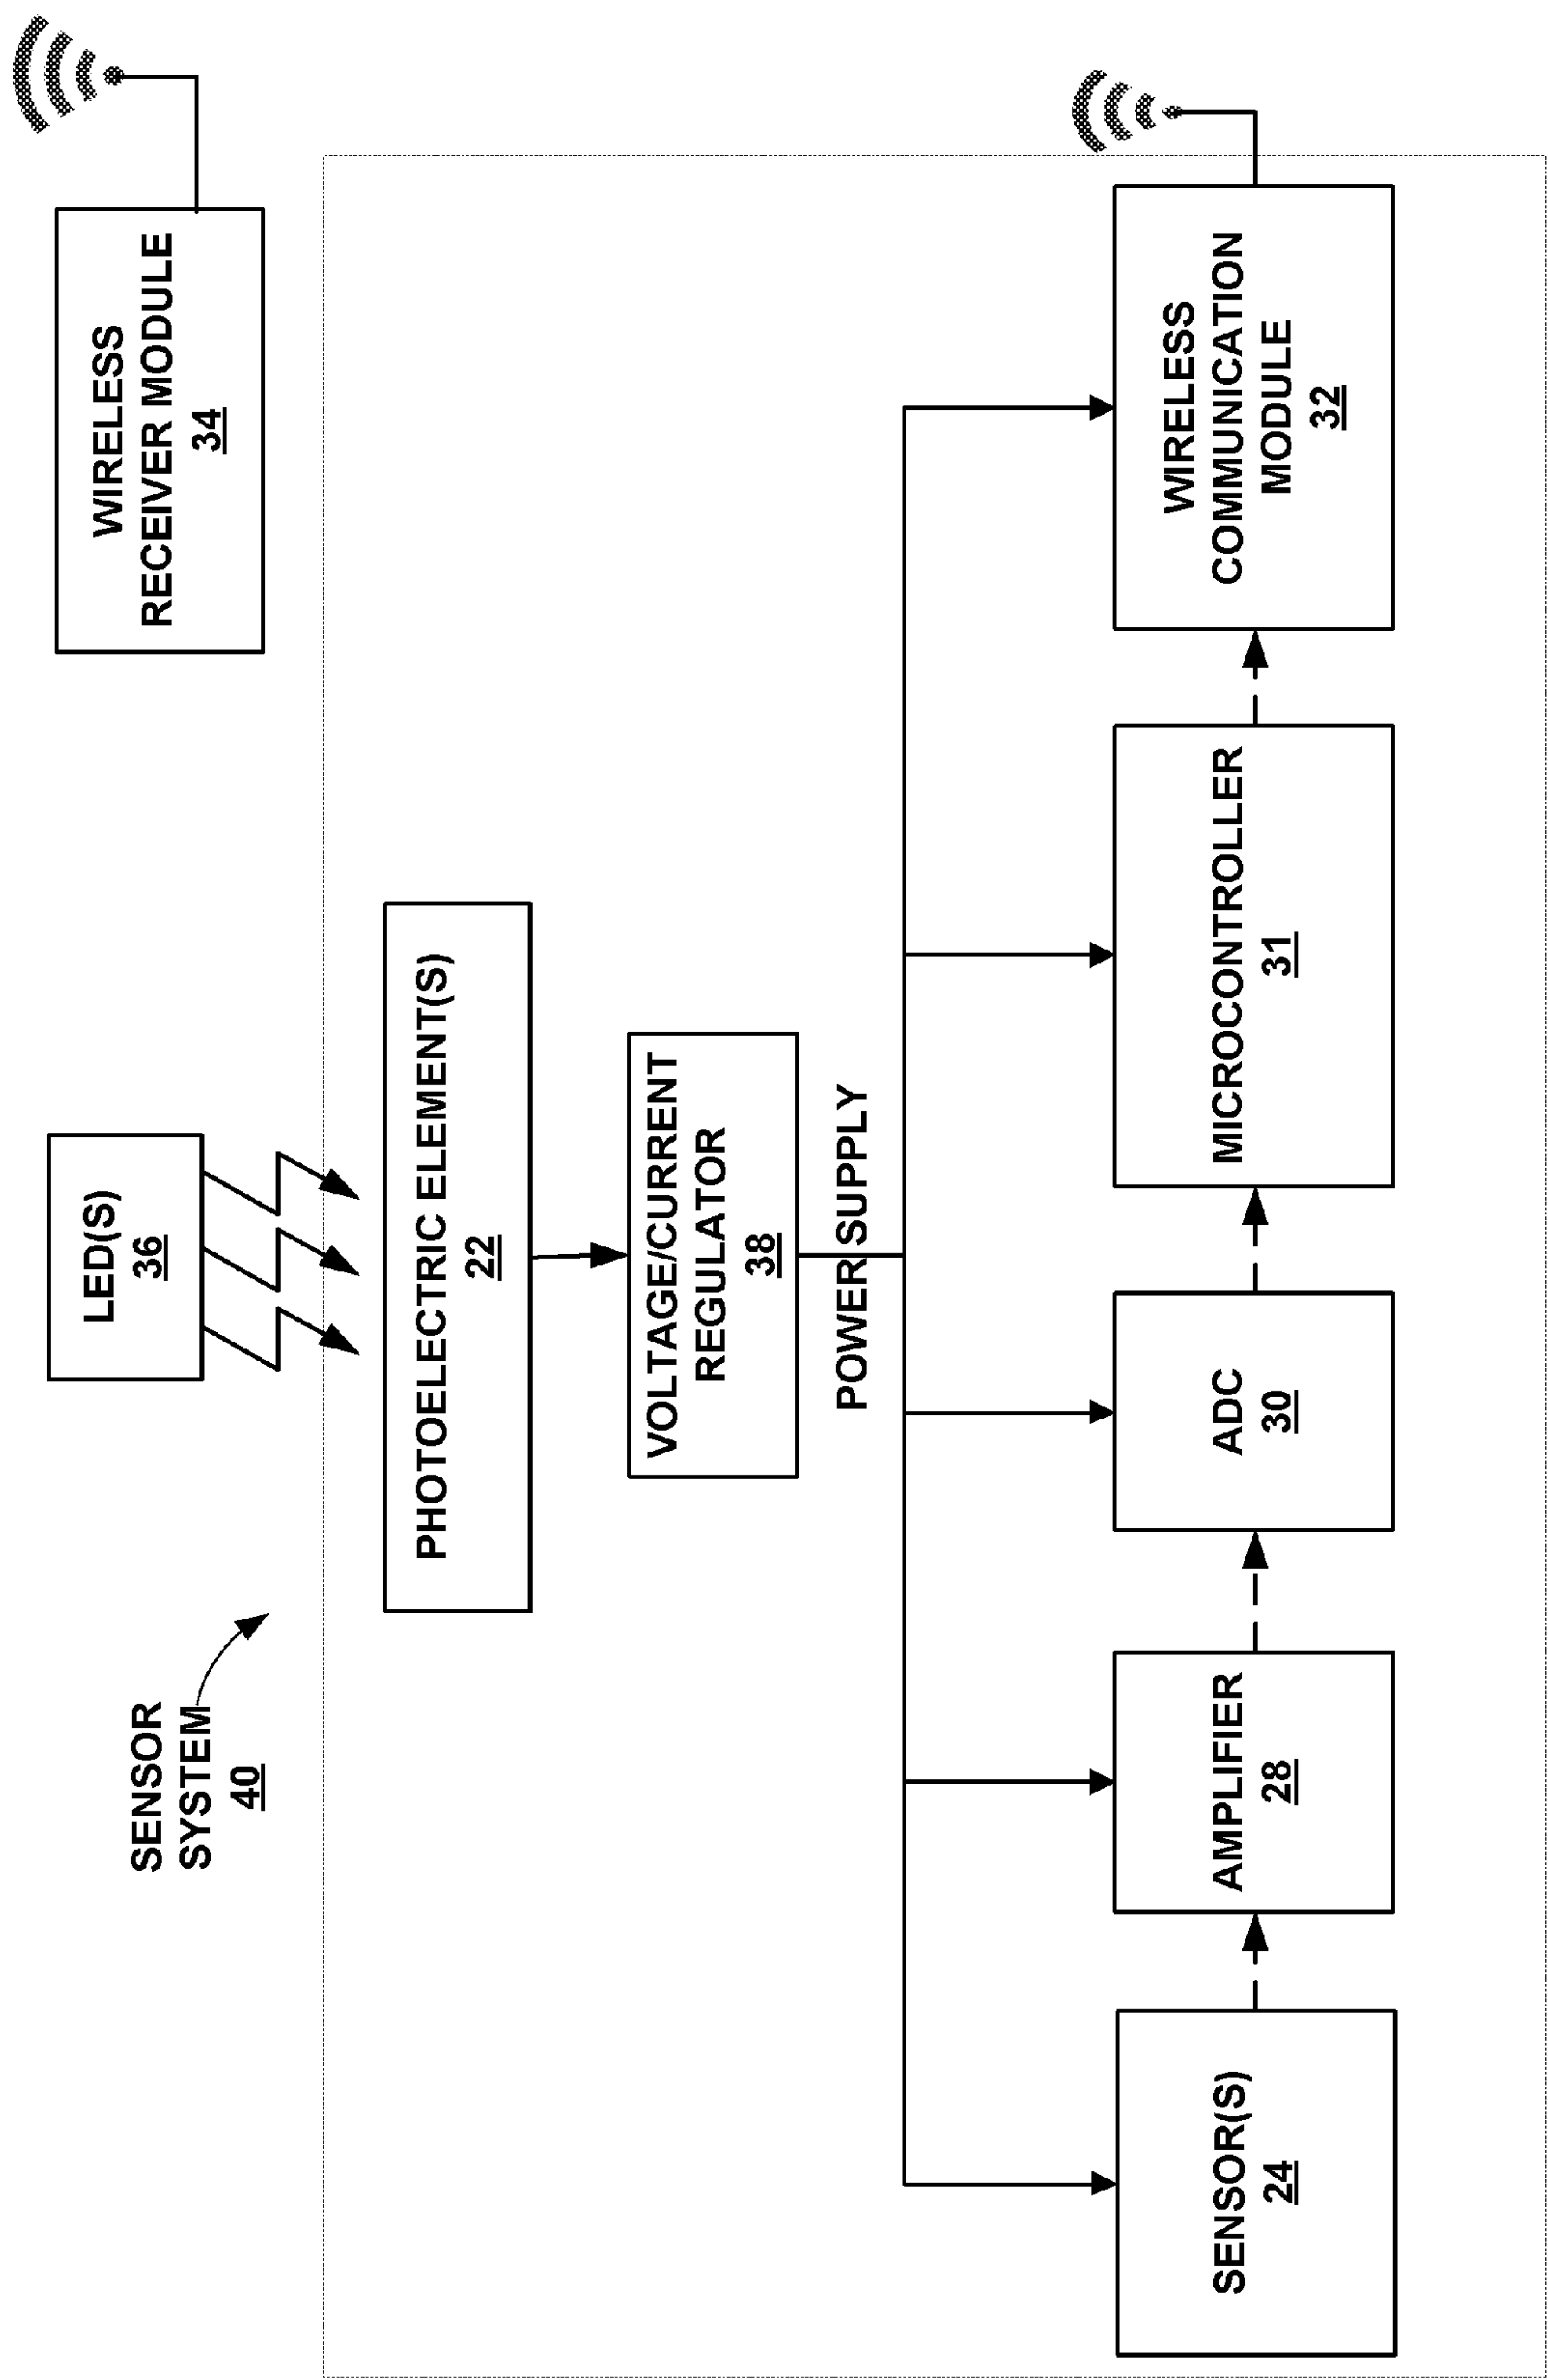 SENSOR
SYSTEM
40
LED(S)
36
WIRELESS
RECEIVER MODULE
34
PHOTOELECTRIC ELEMENT(S)
22
VOLTAGE/CURRENT
REGULATOR
38
POWER SUPPLY
SENSOR(S)
24
AMPLIFIER
28
ADC
30
MICROCONTROLLER
31
WIRELESS
COMMUNICATION
MODULE
32